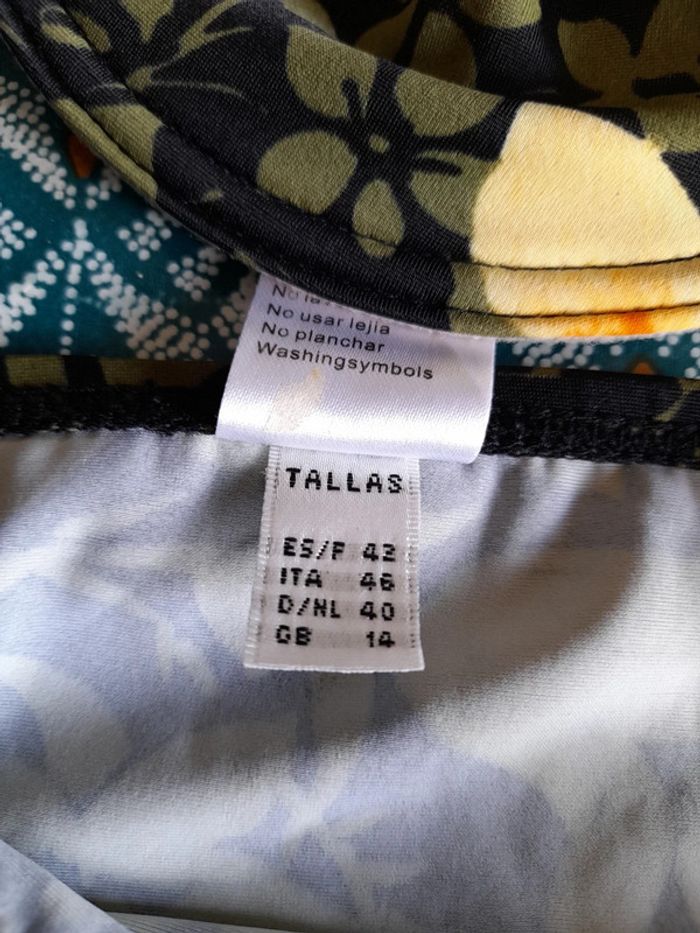 No usar lejia
No planchar
Washingsymbols
TALLAS
ES/F 42
ITA 46
D/NL 40
GB 14